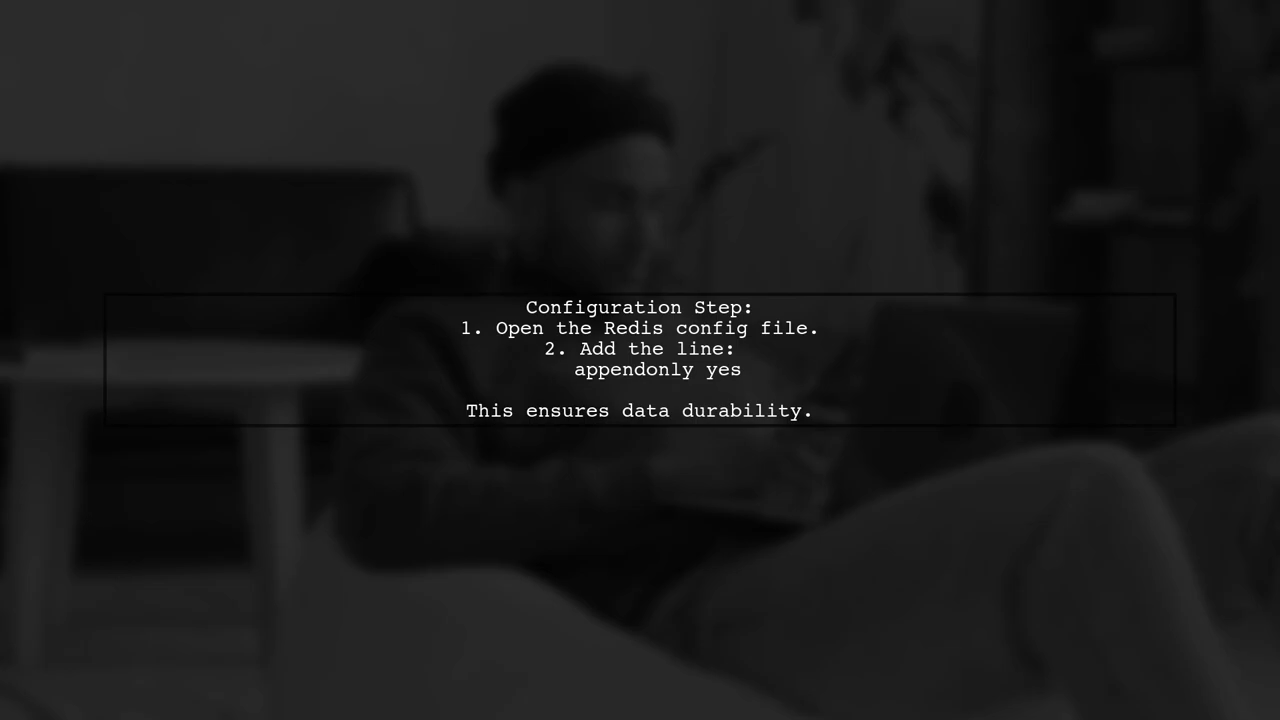 Configuration Step:
1. Open the Redis config file.
2. Add the line:
appendonly yes
This ensures data durability.